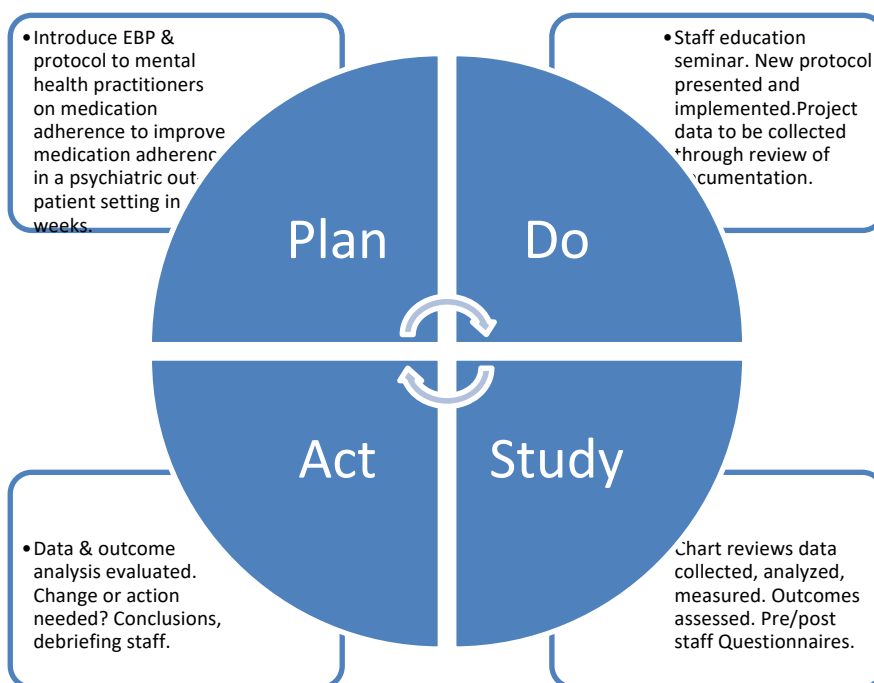 •Introduce EBP &
protocol to mental
health practitioners
on medication
adherence to improve
medication adherenc
in a psychiatric out-
patient setting in
weeks.
•Staff education
seminar. New protocol
presented and
implemented.Project
data to be collected
through review of
documentation.
Plan
Do
Act
Study
•Data & outcome
analysis evaluated.
Change or action
needed? Conclusions,
debriefing staff.
Chart reviews data
collected, analyzed,
measured. Outcomes
assessed. Pre/post
staff Questionnaires.